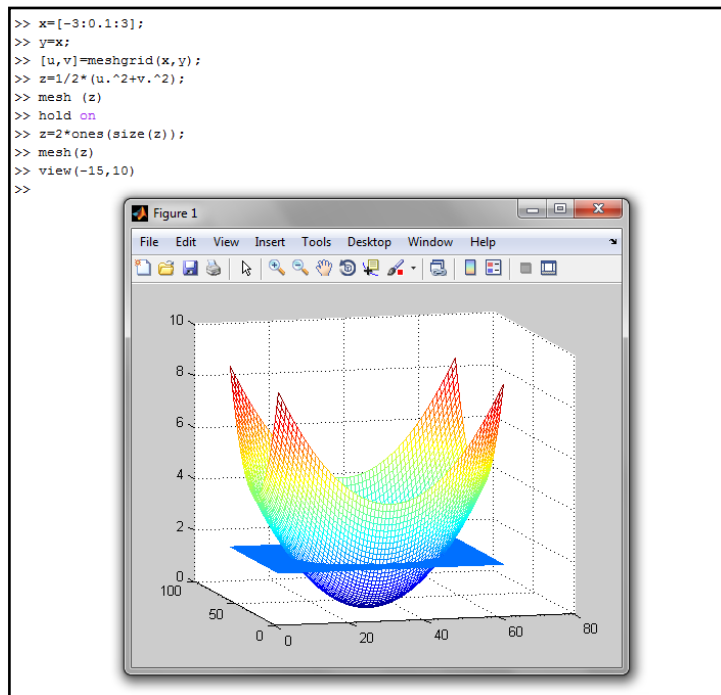 >> x=[-3:0.1:3];
>> y=x;
>> [u,v]=meshgrid(x,y);
>> z=1/2*(u.^2+v.^2);
>> mesh (z)
>> hold on
>> z=2*ones(size(z));
>> mesh(z)
>> view(-15,10)
>>
Figure 1
File Edit View Insert Tools Desktop Window Help
10
8
6
4
2
0
100
50
0
0
20
40
60
80